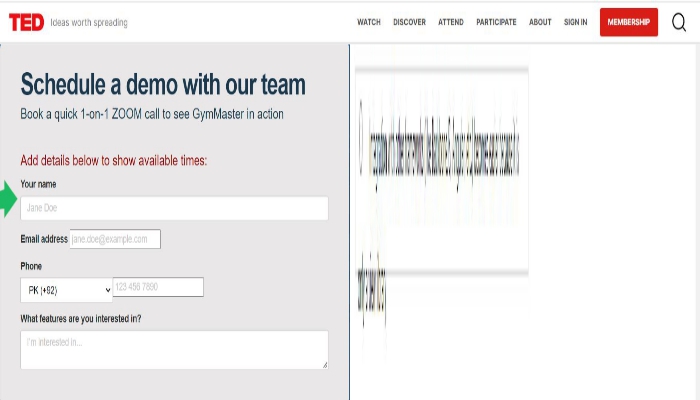 TED Ideas worth spreading
WATCH DISCOVER ATTEND PARTICIPATE ABOUT SIGN IN MEMBERSHIP
Schedule a demo with our team
Book a quick 1-on-1 ZOOM call to see GymMaster in action
Add details below to show available times:
Your name
Jane Doe
Email address jane.doe@example.com
Phone
PK (+92) 123 456 7890
What features are you interested in?
I'm interested in...